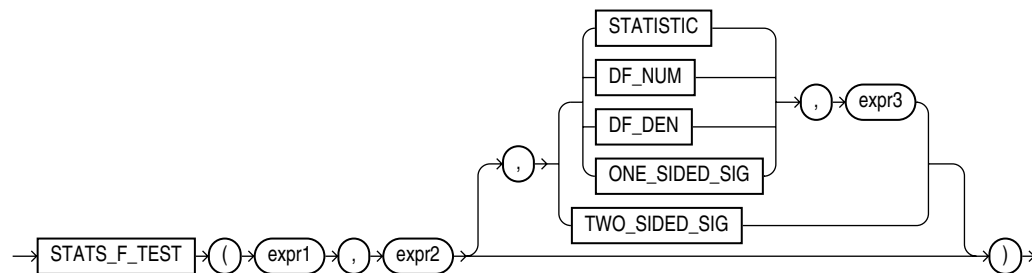 STATISTIC
DF_NUM
, expr3
DF_DEN
,
ONE_SIDED_SIG
TWO_SIDED_SIG
STATS_F_TEST ( expr1 , expr2 )